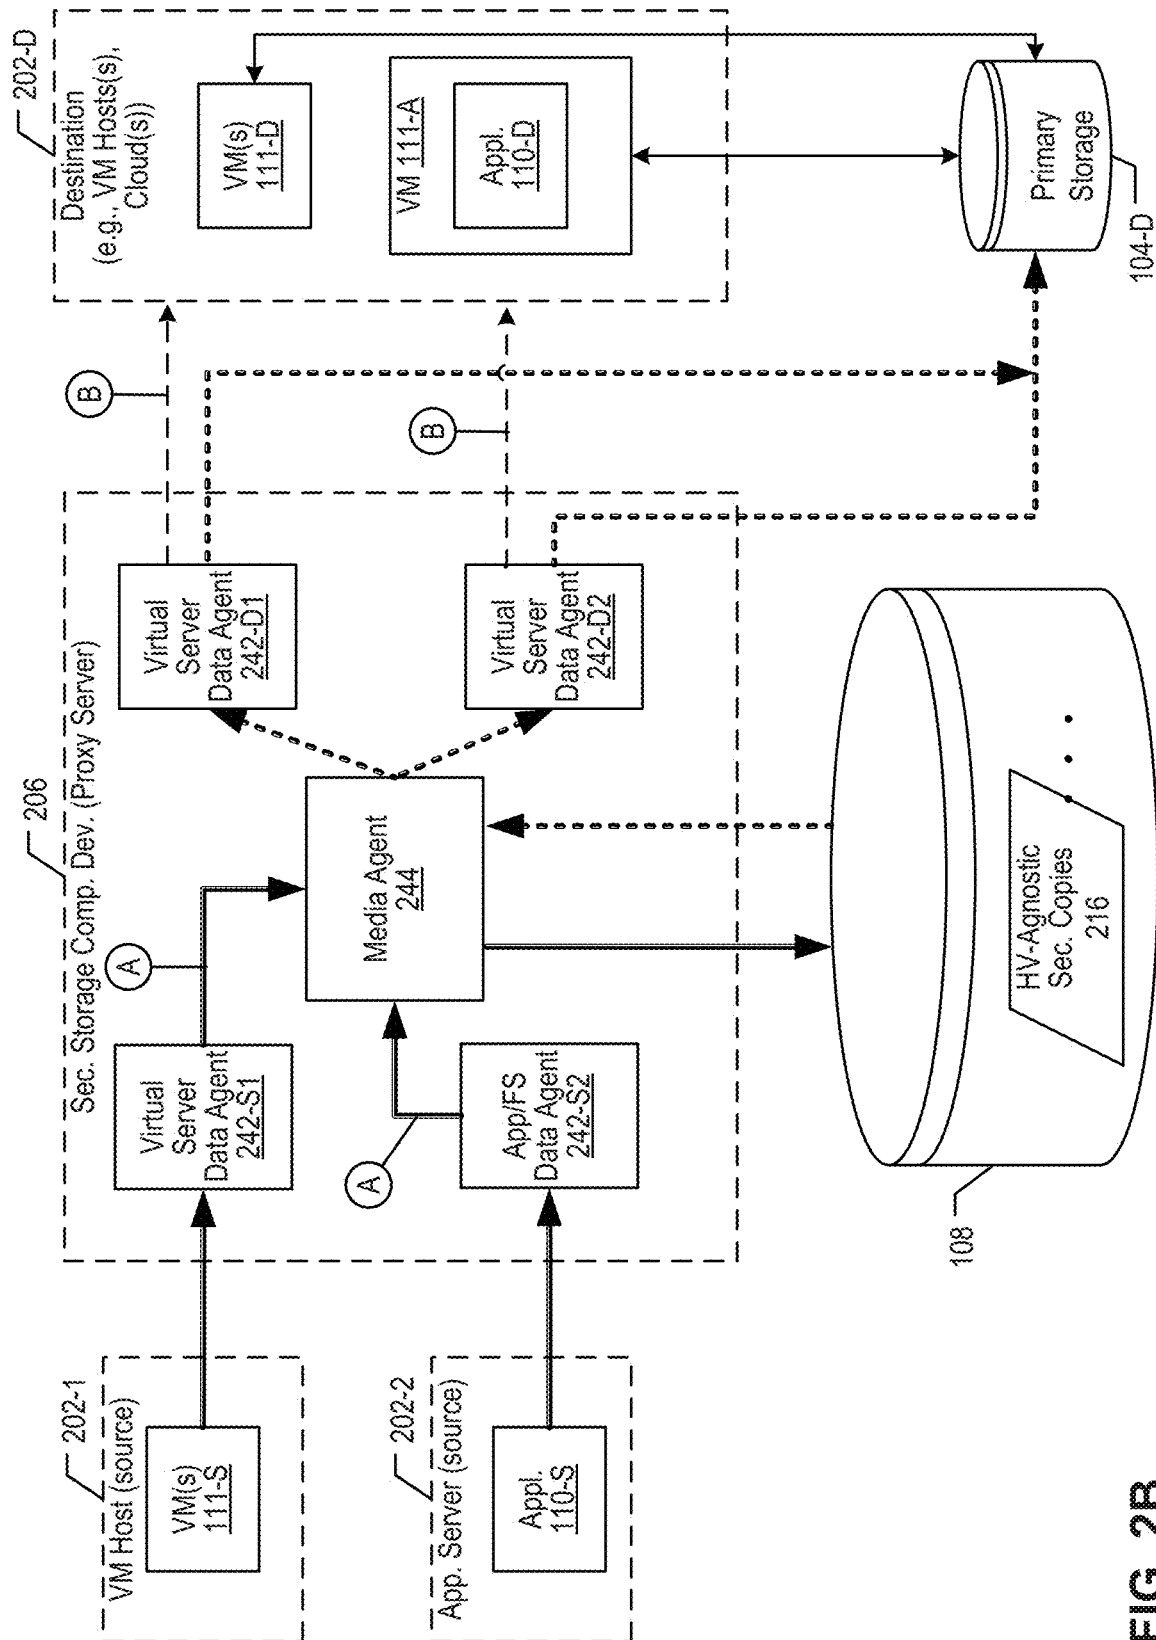 202-1
VM Host (source)
VM(s)
111-S
202-2
App. Server (source)
Appl.
110-S
206
Sec. Storage Comp. Dev. (Proxy Server)
Virtual
Server
Data Agent
242-S1
A
App/FS
Data Agent
242-S2
A
Media Agent
244
Virtual
Server
Data Agent
242-D1
Virtual
Server
Data Agent
242-D2
B
B
202-D
Destination
(e.g., VM Hosts(s),
Cloud(s))
VM(s)
111-D
VM 111-A
Appl.
110-D
Primary
Storage
104-D
108
HV-Agnostic
Sec. Copies
216
FIG. 2B